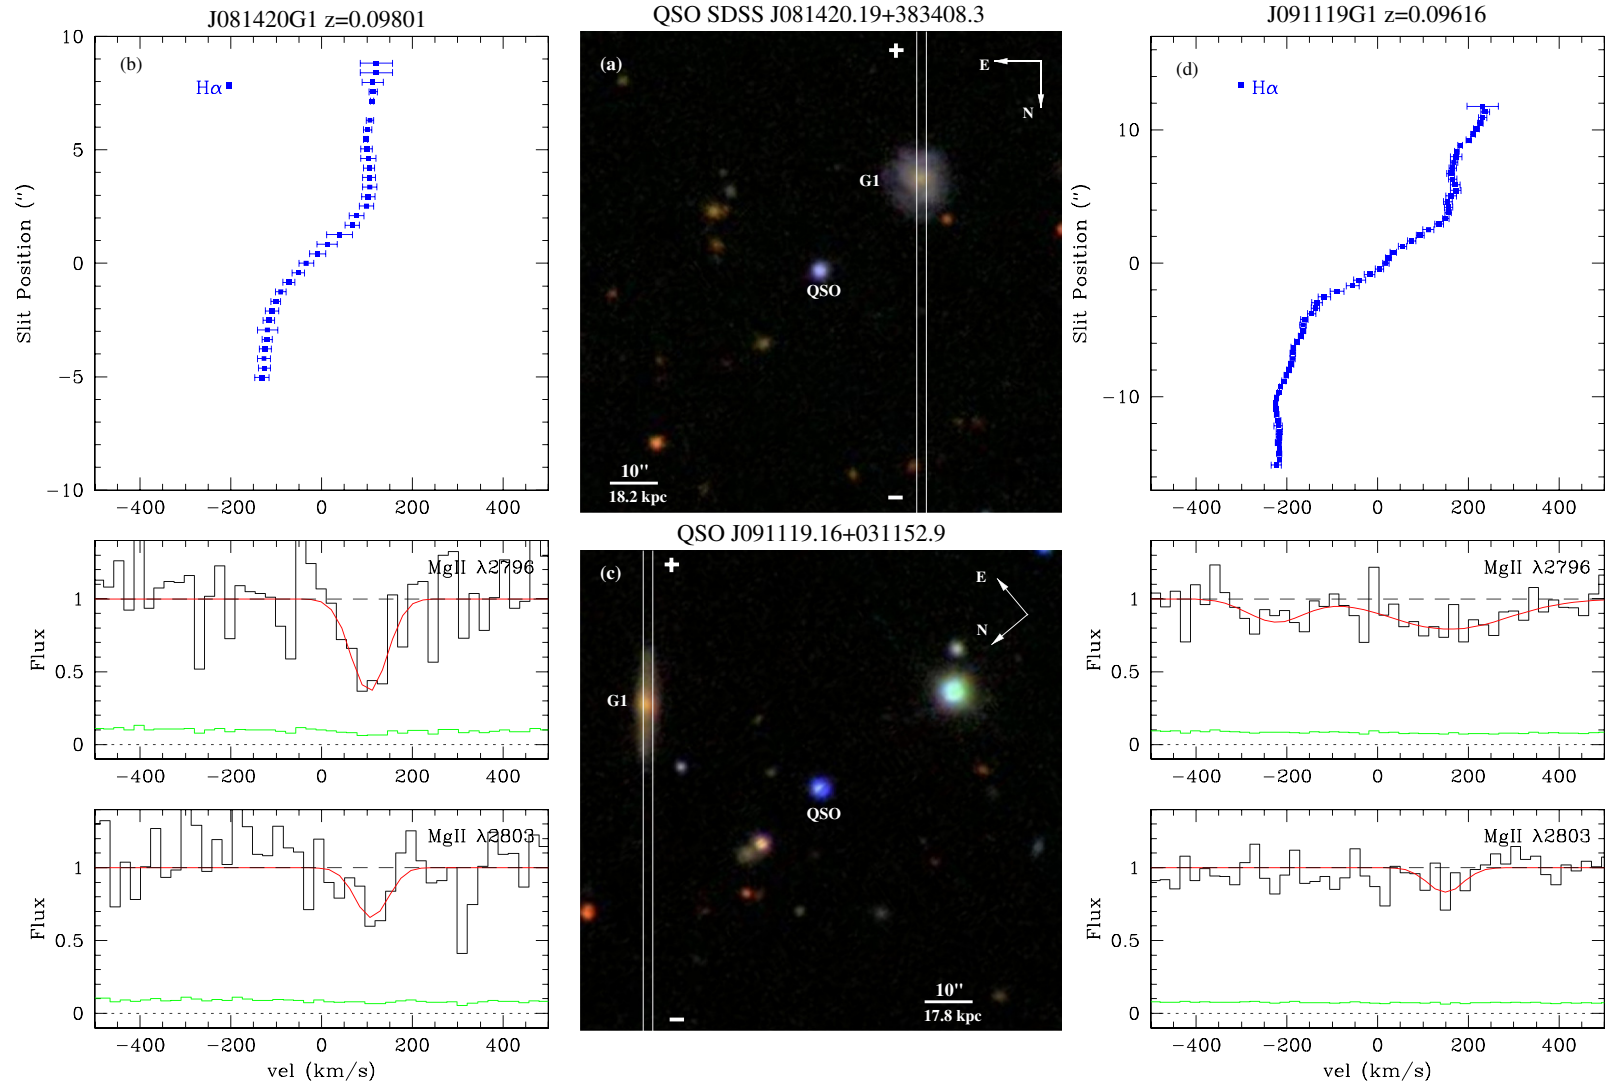 J081420G1 z=0.09801
QSO SDSS J081420.19+383408.3
J091119G1 z=0.09616
(b)
Hα
10
5
0
−5
−10
Slit Position (")
−400 −200 0 200 400
(a)
+
E
N
G1
QSO
10"
18.2 kpc
−
(d)
Hα
10
0
−10
Slit Position (")
−400 −200 0 200 400
MgII λ2796
1
0.5
0
Flux
−400 −200 0 200 400
MgII λ2803
1
0.5
0
Flux
−400 −200 0 200 400
vel (km/s)
QSO J091119.16+031152.9
(c)
+
E
N
G1
QSO
10"
17.8 kpc
−
MgII λ2796
1
0.5
0
Flux
−400 −200 0 200 400
MgII λ2803
1
0.5
0
Flux
−400 −200 0 200 400
vel (km/s)